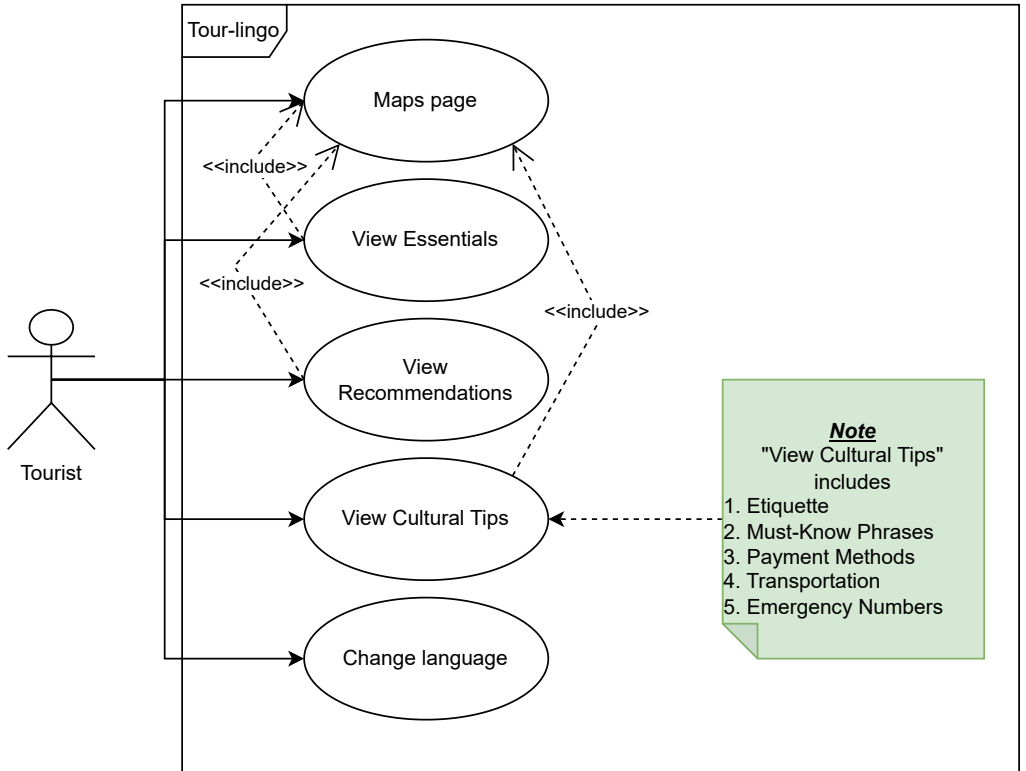 Tour-lingo
Maps page
<<include>>
View Essentials
<<include>>
<<include>>
View
Recommendations
Tourist
Note
"View Cultural Tips"
includes
1. Etiquette
2. Must-Know Phrases
3. Payment Methods
4. Transportation
5. Emergency Numbers
View Cultural Tips
Change language